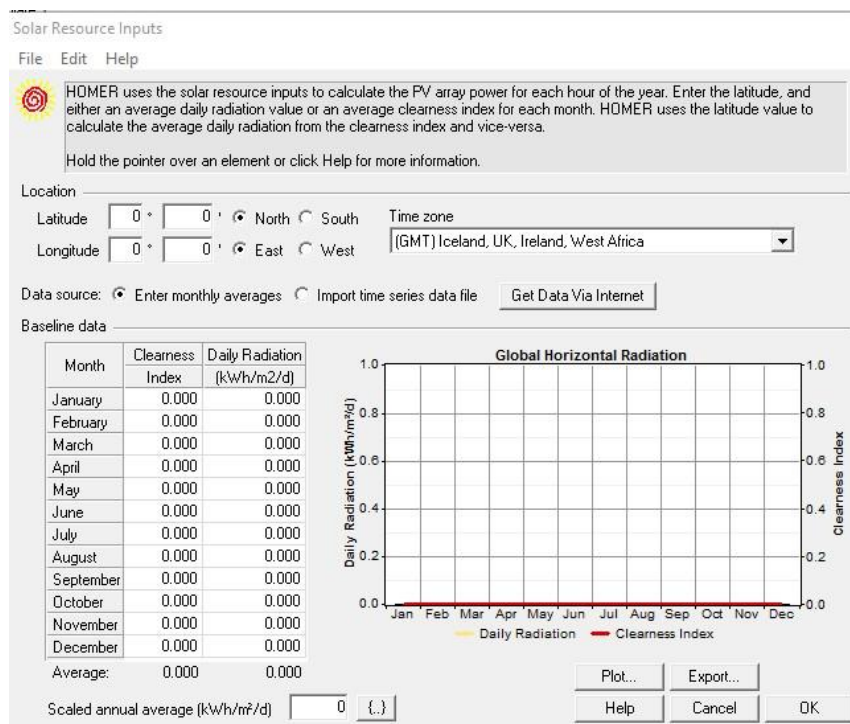 Solar Resource Inputs
File Edit Help
HOMER uses the solar resource inputs to calculate the PV array power for each hour of the year. Enter the latitude, and
either an average daily radiation value or an average clearness index for each month. HOMER uses the latitude value to
calculate the average daily radiation from the clearness index and vice-versa.
Hold the pointer over an element or click Help for more information.
Location
Latitude 0 ° 0 ' North South Time zone
Longitude 0 ° 0 ' East West (GMT) Iceland, UK, Ireland, West Africa
Data source: Enter monthly averages Import time series data file Get Data Via Internet
Baseline data
Month Clearness Daily Radiation
Index (kWh/m2/d)
January 0.000 0.000
February 0.000 0.000
March 0.000 0.000
April 0.000 0.000
May 0.000 0.000
June 0.000 0.000
July 0.000 0.000
August 0.000 0.000
September 0.000 0.000
October 0.000 0.000
November 0.000 0.000
December 0.000 0.000
Average: 0.000 0.000
Scaled annual average (kWh/m²/d) 0 {..}
Global Horizontal Radiation
Daily Radiation (kWh/m²/d)
1.0
0.8
0.6
0.4
0.2
0.0
Jan Feb Mar Apr May Jun Jul Aug Sep Oct Nov Dec
1.0
0.8
0.6
0.4
0.2
0.0
Clearness Index
Daily Radiation Clearness Index
Plot... Export...
Help Cancel OK